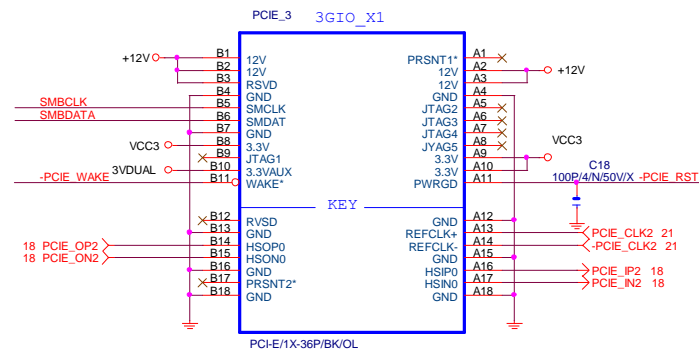 PCIE_3 3GIO_X1
+12V B1 12V PRSNT1* A1
B2 12V 12V A2 +12V
B3 RSVD 12V A3
B4 GND GND A4
SMBCLK B5 SMCLK JTAG2 A5
SMBDATA B6 SMDAT JTAG3 A6
B7 GND JTAG4 A7
VCC3 B8 3.3V JYAG5 A8 VCC3
B9 JTAG1 3.3V A9
3VDUAL B10 3.3VAUX 3.3V A10 C18
-PCIE_WAKE B11 WAKE* PWRGD A11 100P/4/N/50V/X -PCIE_RST
KEY
B12 RVSD GND A12
B13 GND REFCLK+ A13 PCIE_CLK2 21
18 PCIE_OP2 B14 HSOP0 REFCLK- A14 -PCIE_CLK2 21
18 PCIE_ON2 B15 HSON0 GND A15
B16 GND HSIP0 A16 PCIE_IP2 18
B17 PRSNT2* HSIN0 A17 PCIE_IN2 18
B18 GND GND A18
PCI-E/1X-36P/BK/OL